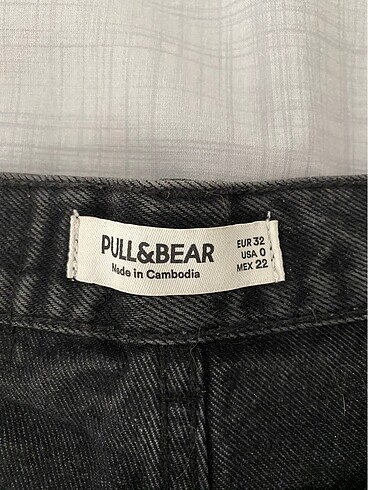 PULL&BEAR
Made in Cambodia
EUR 32
USA 0
MEX 22